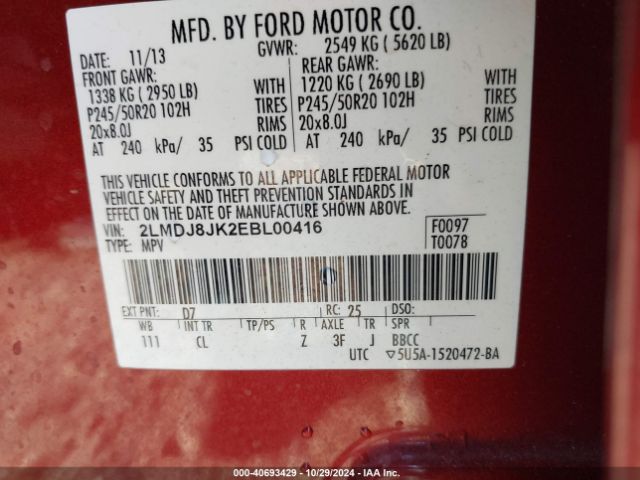 MFD. BY FORD MOTOR CO.
DATE: 11/13 GVWR: 2549 KG ( 5620 LB)
FRONT GAWR: REAR GAWR:
1338 KG ( 2950 LB) WITH 1220 KG ( 2690 LB) WITH
P245/50R20 102H TIRES P245/50R20 102H TIRES
20x8.0J RIMS 20x8.0J RIMS
AT 240 kPa/ 35 PSI COLD AT 240 kPa/ 35 PSI COLD
THIS VEHICLE CONFORMS TO ALL APPLICABLE FEDERAL MOTOR
VEHICLE SAFETY AND THEFT PREVENTION STANDARDS IN
EFFECT ON THE DATE OF MANUFACTURE SHOWN ABOVE.
VIN: 2LMDJ8JK2EBL00416 F0097
TYPE: MPV T0078
EXT PNT: D7 RC: 25 DSO:
WB INT TR TP/PS R AXLE TR SPR
111 CL Z 3F J BBCC
UTC ▽5U5A-1520472-BA
000-40693429 • 10/29/2024 • IAA Inc.